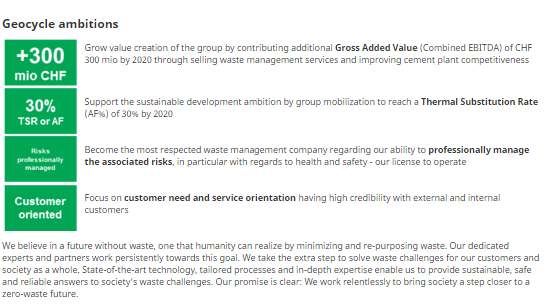 Geocycle ambitions
+300
mio CHF
Grow value creation of the group by contributing additional Gross Added Value (Combined EBITDA) of CHF
300 mio by 2020 through selling waste management services and improving cement plant competitiveness
30%
TSR or AF
Support the sustainable development ambition by group mobilization to reach a Thermal Substitution Rate
(AF%) of 30% by 2020
Risks
professionally
managed
Become the most respected waste management company regarding our ability to professionally manage
the associated risks, in particular with regards to health and safety - our license to operate
Customer
oriented
Focus on customer need and service orientation having high credibility with external and internal
customers
We believe in a future without waste, one that humanity can realize by minimizing and re-purposing waste. Our dedicated
experts and partners work persistently towards this goal. We take the extra step to solve waste challenges for our customers and
society as a whole. State-of-the-art technology, tailored processes and in-depth expertise enable us to provide sustainable, safe
and reliable answers to society's waste challenges. Our promise is clear: We work relentlessly to bring society a step closer to a
zero-waste future.